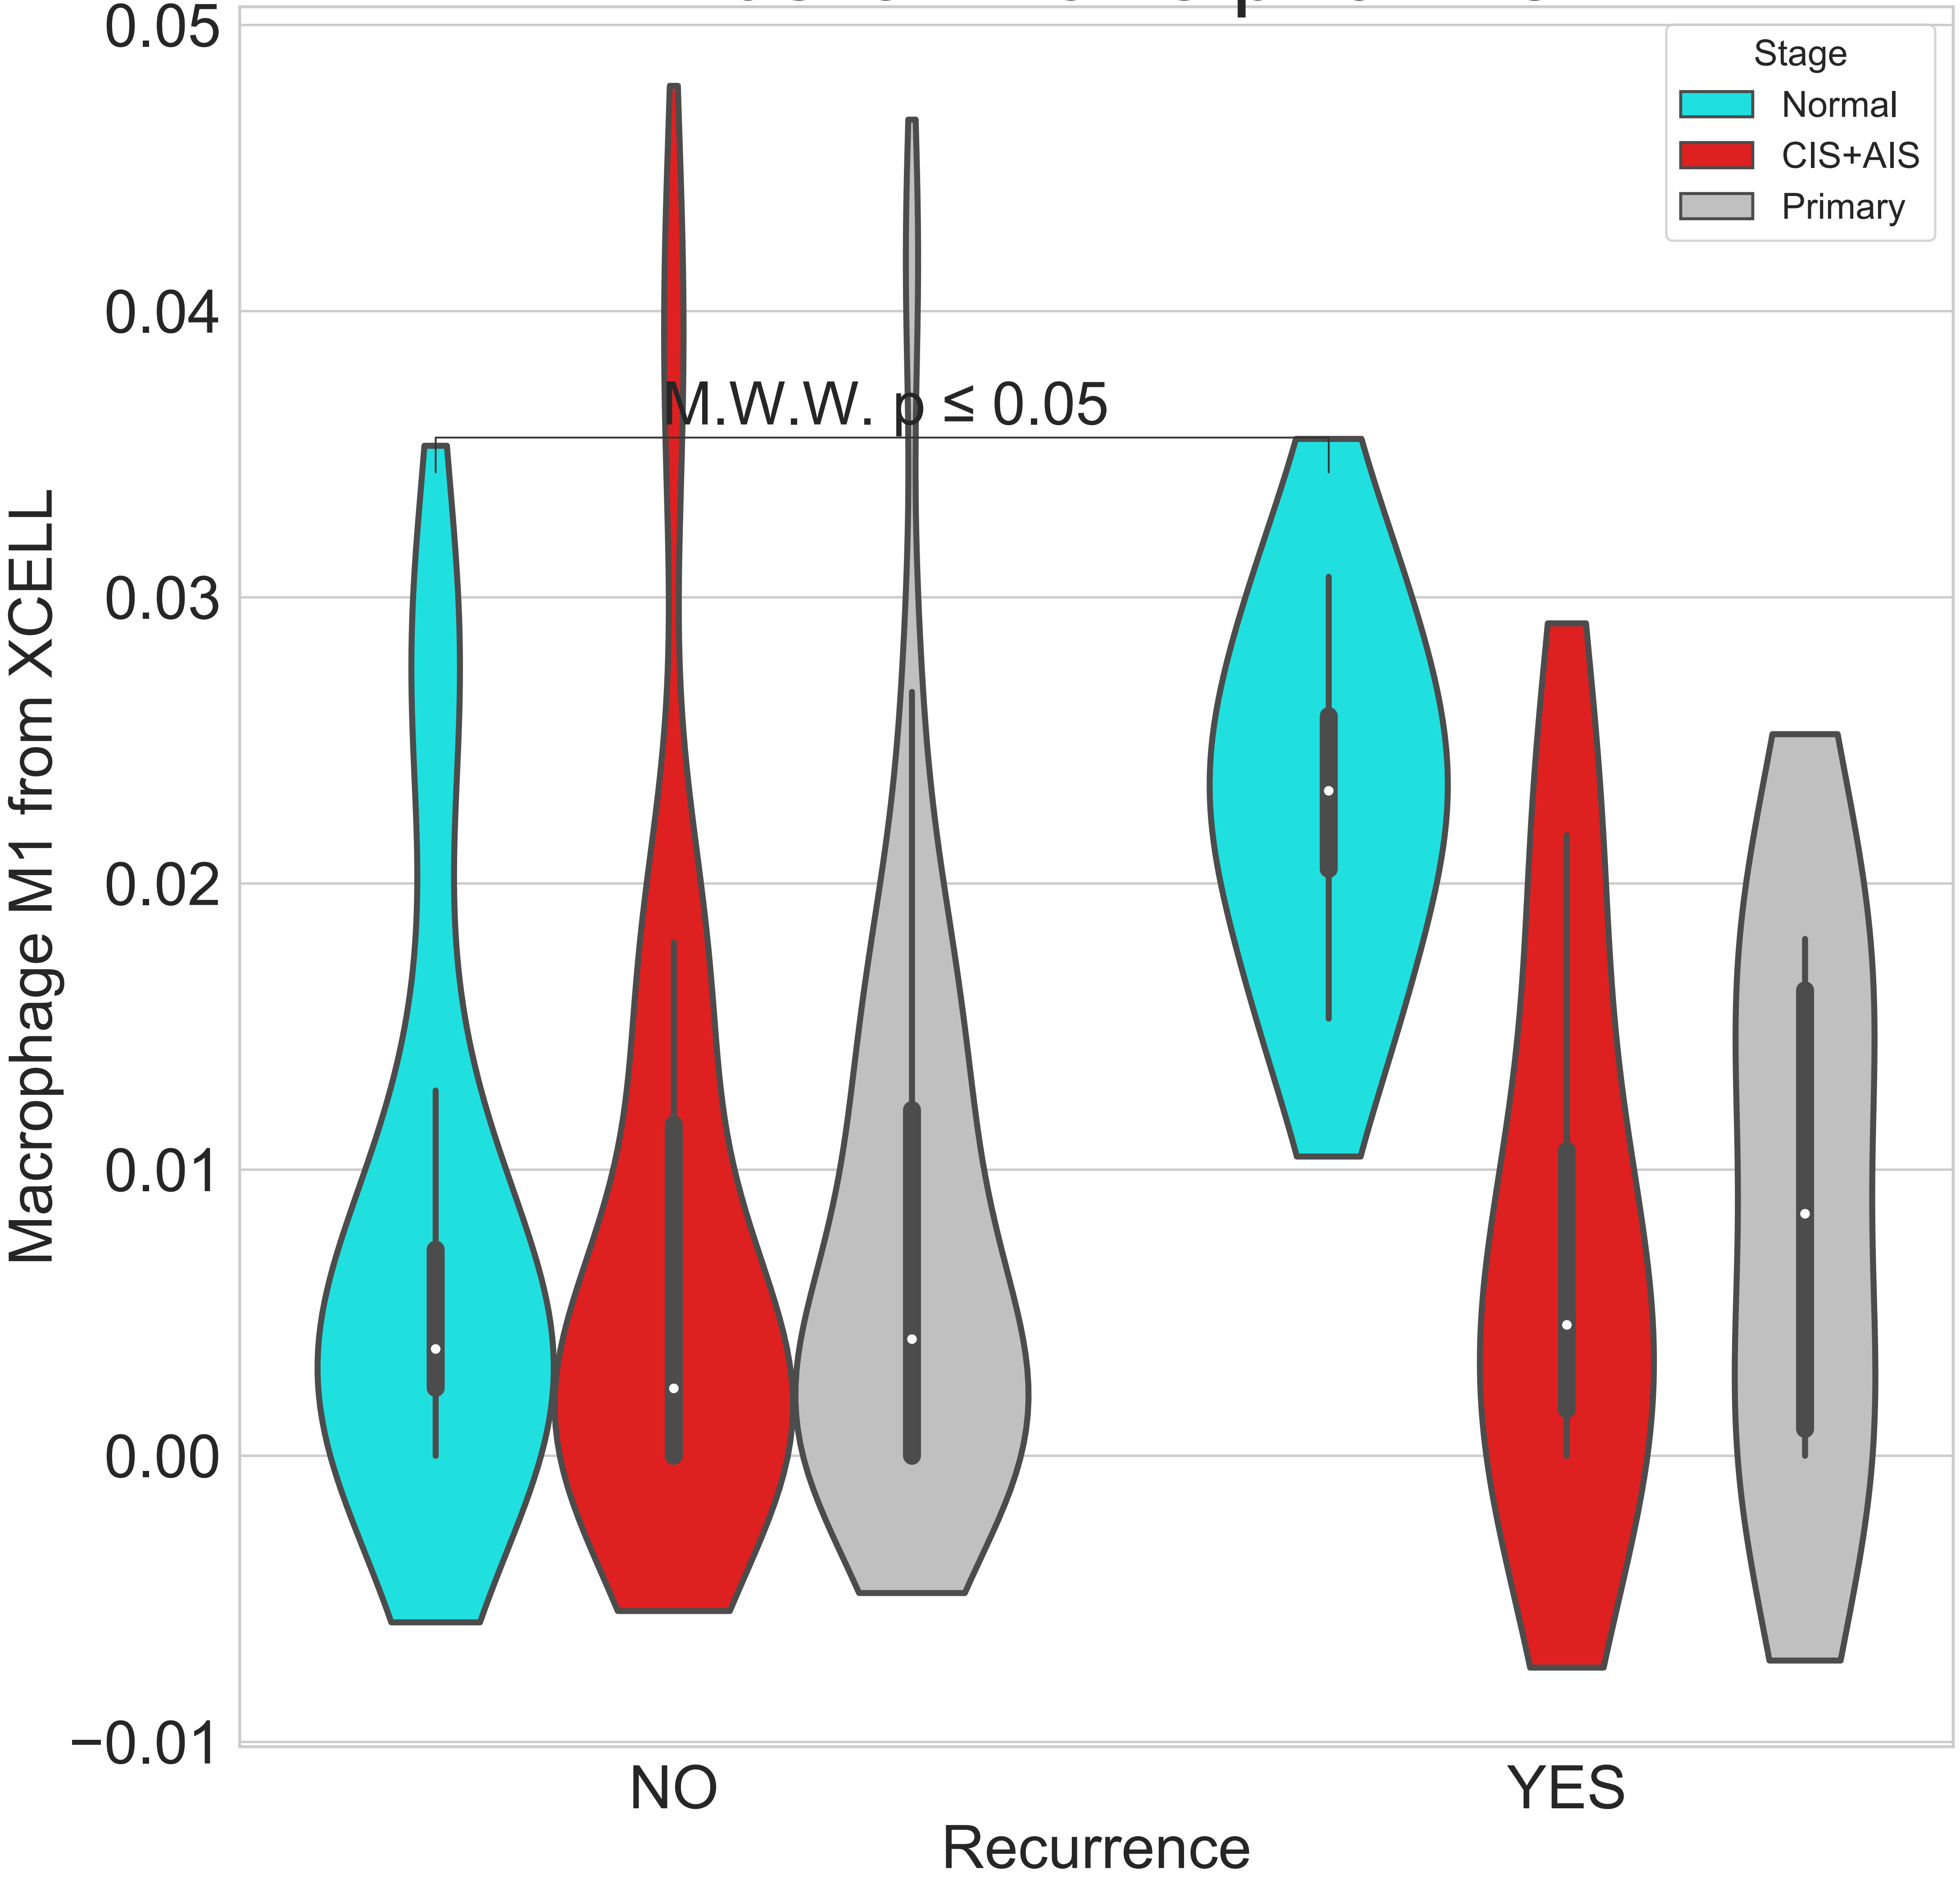 0.05
0.04
0.03
0.02
0.01
0.00
−0.01
Macrophage M1 from XCELL
Stage
Normal
CIS+AIS
Primary
M.W.W. p ≤ 0.05
NO
YES
Recurrence